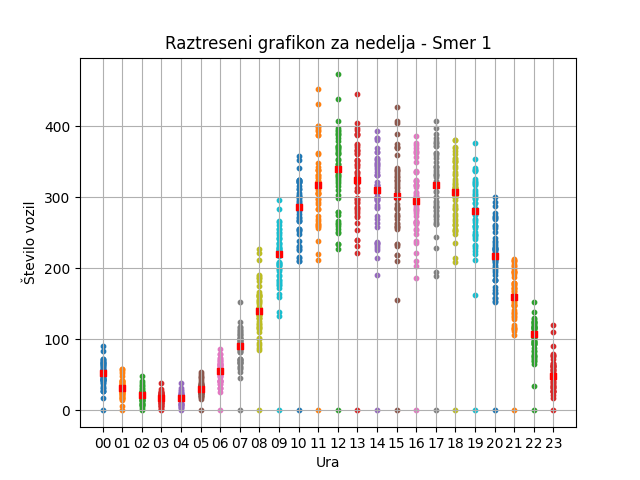 Raztreseni grafikon za nedelja - Smer 1
Število vozil
400
300
200
100
0
00 01 02 03 04 05 06 07 08 09 10 11 12 13 14 15 16 17 18 19 20 21 22 23
Ura